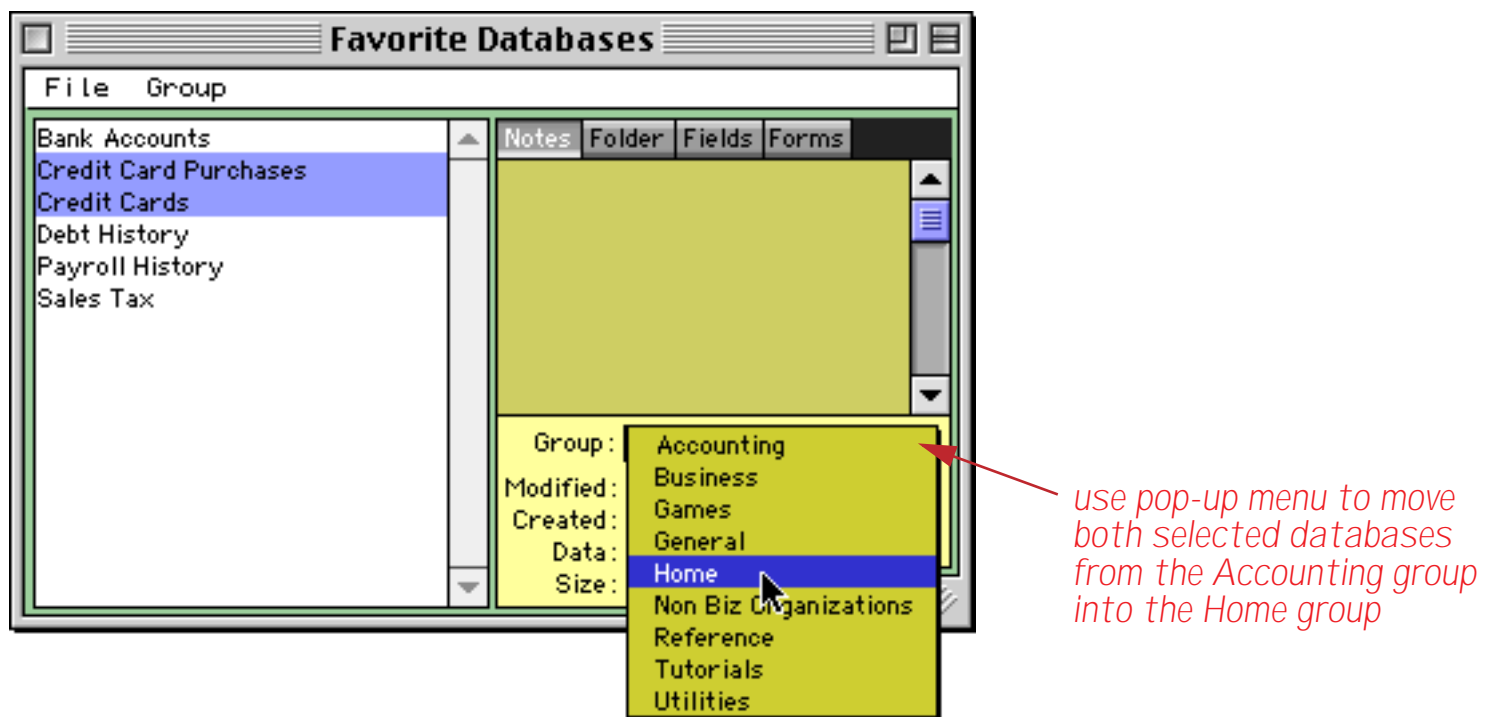 Favorite Databases
File Group
Bank Accounts
Credit Card Purchases
Credit Cards
Debt History
Payroll History
Sales Tax
Notes Folder Fields Forms
Group:
Modified:
Created:
Data:
Size:
Accounting
Business
Games
General
Home
Non Biz Organizations
Reference
Tutorials
Utilities
use pop-up menu to move
both selected databases
from the Accounting group
into the Home group